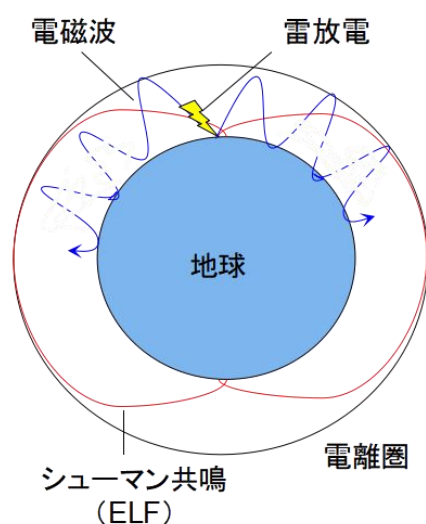 電磁波
雷放電
地球
電離圏
シューマン共鳴
（ELF）